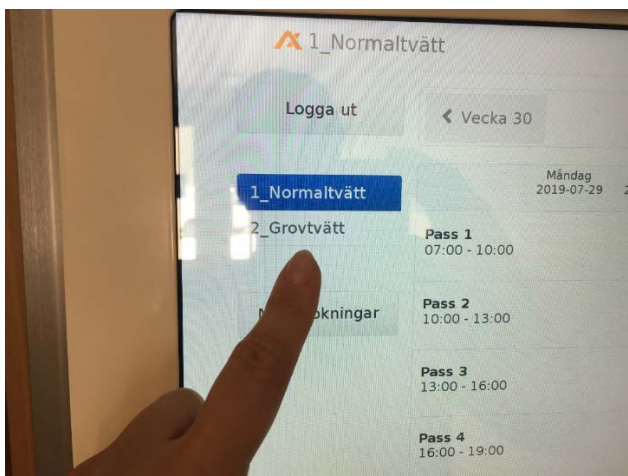 1_Normaltvätt
Logga ut
Vecka 30
1_Normaltvätt
2_Grovtvätt
Måndag
2019-07-29
Pass 1
07:00 - 10:00
Pass 2
10:00 - 13:00
Pass 3
13:00 - 16:00
Pass 4
16:00 - 19:00